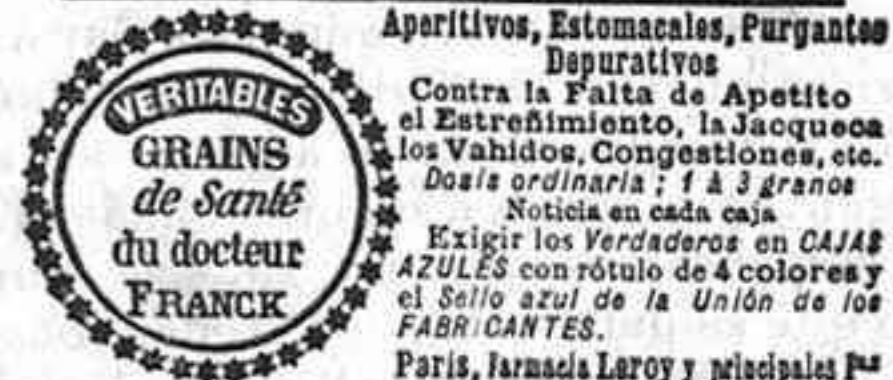 VERITABLES
GRAINS
de Santé
du docteur
FRANCK
Aperitivos, Estomacales, Purgantes
Depurativos
Contra la Falta de Apetito
el Estreñimiento, la Jacqueca
los Vahidos, Congestiones, etc.
Dosis ordinaria : 1 à 3 granos
Noticia en cada caja
Exigir los Verdaderos en CAJAS
AZULES con rótulo de 4 colores y
el Sello azul de la Unión de los
FABRICANTES.
Paris, Farmacia Leroy y principales Pas